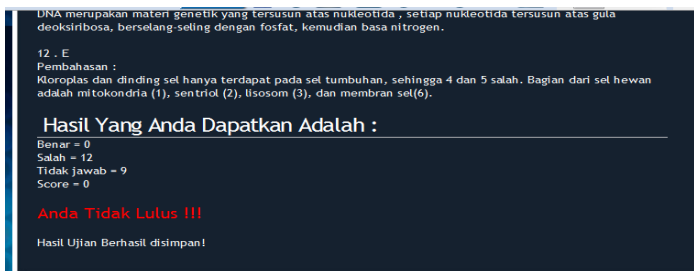 DNA merupakan materi genetik yang tersusun atas nukleotida , setiap nukleotida tersusun atas gula
deoksiribosa, berselang-seling dengan fosfat, kemudian basa nitrogen.
12 . E
Pembahasan :
Kloroplas dan dinding sel hanya terdapat pada sel tumbuhan, sehingga 4 dan 5 salah. Bagian dari sel hewan
adalah mitokondria (1), sentriol (2), lisosom (3), dan membran sel(6).
Hasil Yang Anda Dapatkan Adalah :
Benar = 0
Salah = 12
Tidak jawab = 9
Score = 0
Anda Tidak Lulus !!!
Hasil Ujian Berhasil disimpan!